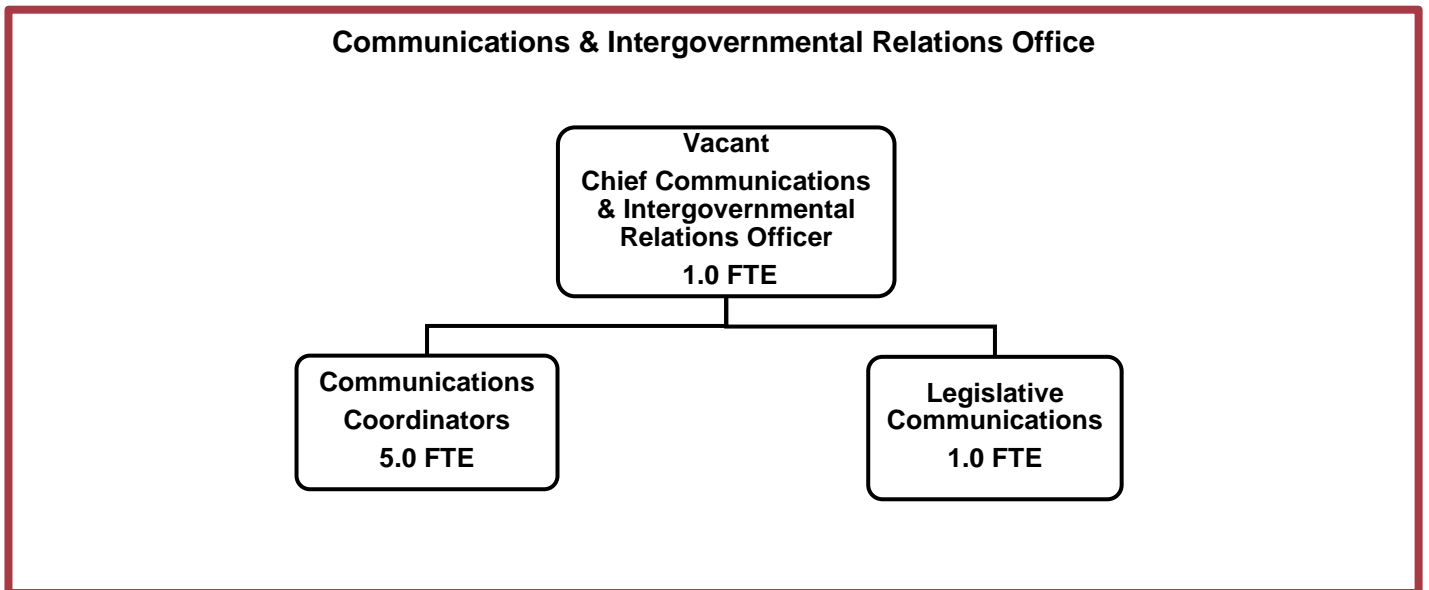 Communications & Intergovernmental Relations Office
Vacant
Chief Communications
& Intergovernmental
Relations Officer
1.0 FTE
Communications
Coordinators
5.0 FTE
Legislative
Communications
1.0 FTE